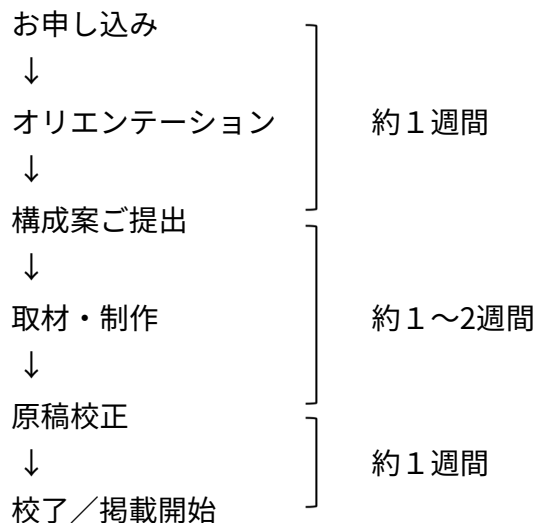 お申し込み
↓
オリエンテーション 約１週間
↓
構成案ご提出
↓
取材・制作 約１～2週間
↓
原稿校正
↓ 約１週間
校了／掲載開始